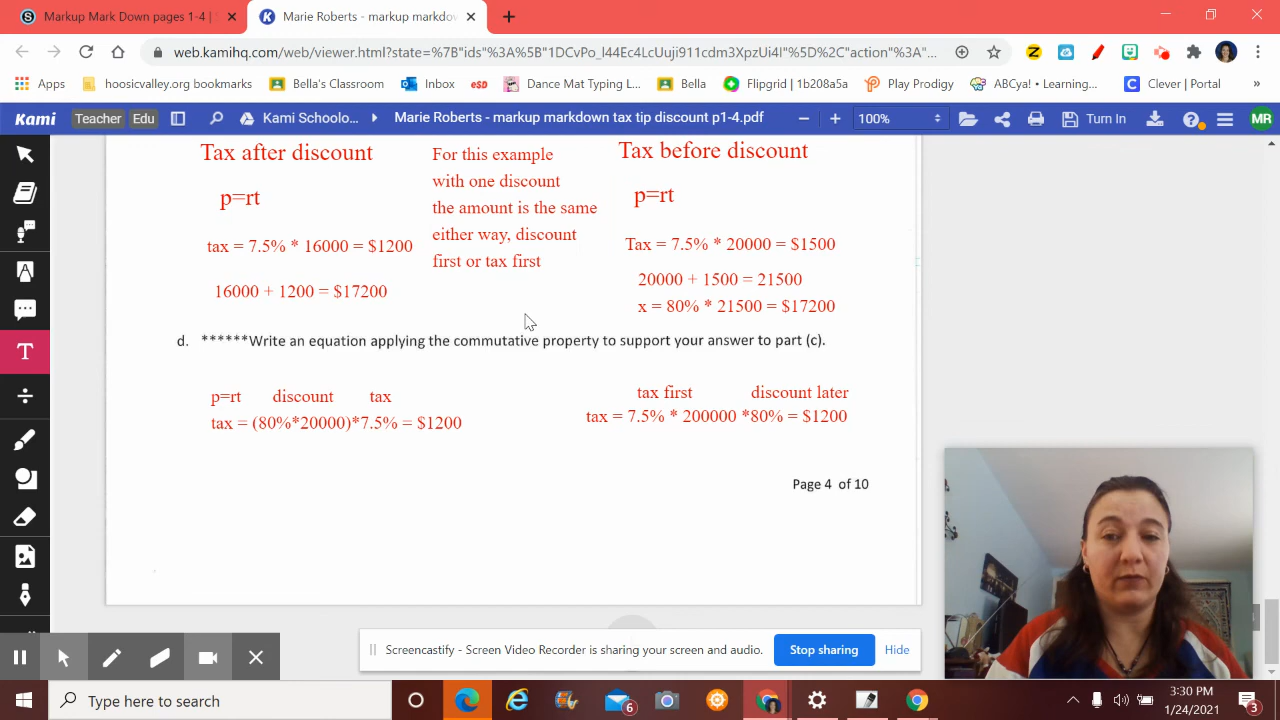 Markup Mark Down pages 1-4 |
Marie Roberts - markup markdow
web.kamihq.com/web/viewer.html?state=%7B"ids"%3A%5B"1DCvPo_l44Ec4LcUuji911cdm3XpzUi4I"%5D%2C"action"%3A"...
Apps hoosicvalley.org bookmarks Bella's Classroom Inbox esd Dance Mat Typing L... Bella Flipgrid | 1b208a5a Play Prodigy ABCya! • Learning... Clever | Portal »
Kami Teacher Edu Kami Schoolo... Marie Roberts - markup markdown tax tip discount p1-4.pdf 100% Turn In MR
Tax after discount
p=rt
tax = 7.5% * 16000 = $1200
16000 + 1200 = $17200
For this example
with one discount
the amount is the same
either way, discount
first or tax first
Tax before discount
p=rt
Tax = 7.5% * 20000 = $1500
20000 + 1500 = 21500
x = 80% * 21500 = $17200
d. ******Write an equation applying the commutative property to support your answer to part (c).
p=rt discount tax
tax = (80%*20000)*7.5% = $1200
tax first discount later
tax = 7.5% * 200000 *80% = $1200
Page 4 of 10
Screencastify - Screen Video Recorder is sharing your screen and audio. Stop sharing Hide
Type here to search
6
3:30 PM
1/24/2021
3